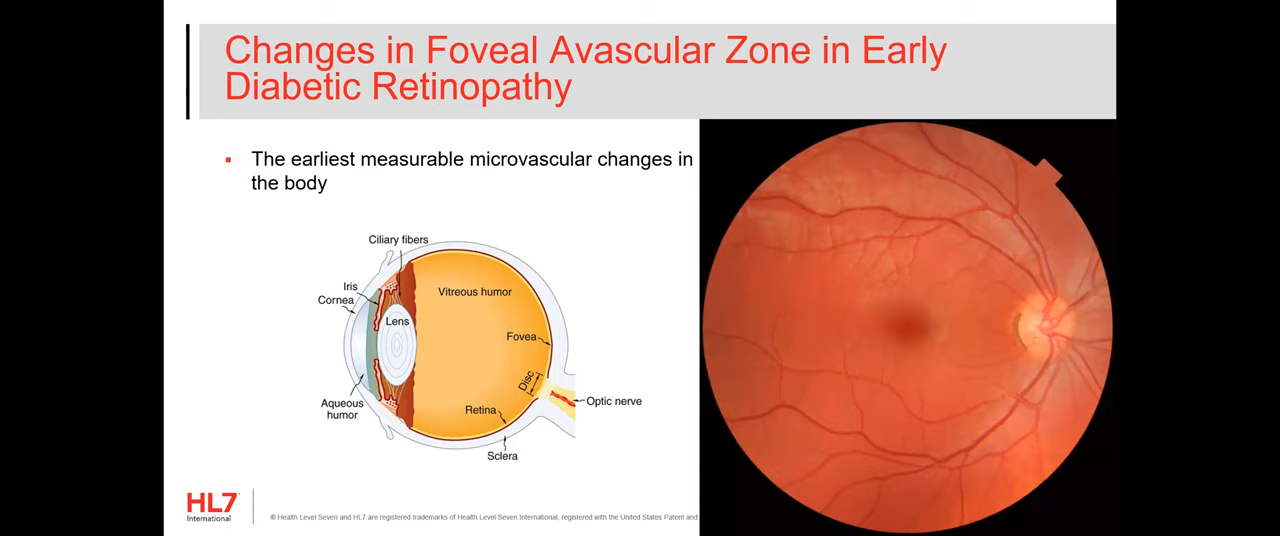 Changes in Foveal Avascular Zone in Early
Diabetic Retinopathy
▪ The earliest measurable microvascular changes in
the body
Ciliary fibers
Iris
Cornea
Vitreous humor
Lens
Fovea
Disc
Aqueous
humor
Retina
Optic nerve
Sclera
HL7
International
® Health Level Seven and HL7 are registered trademarks of Health Level Seven International, registered with the United States Patent and